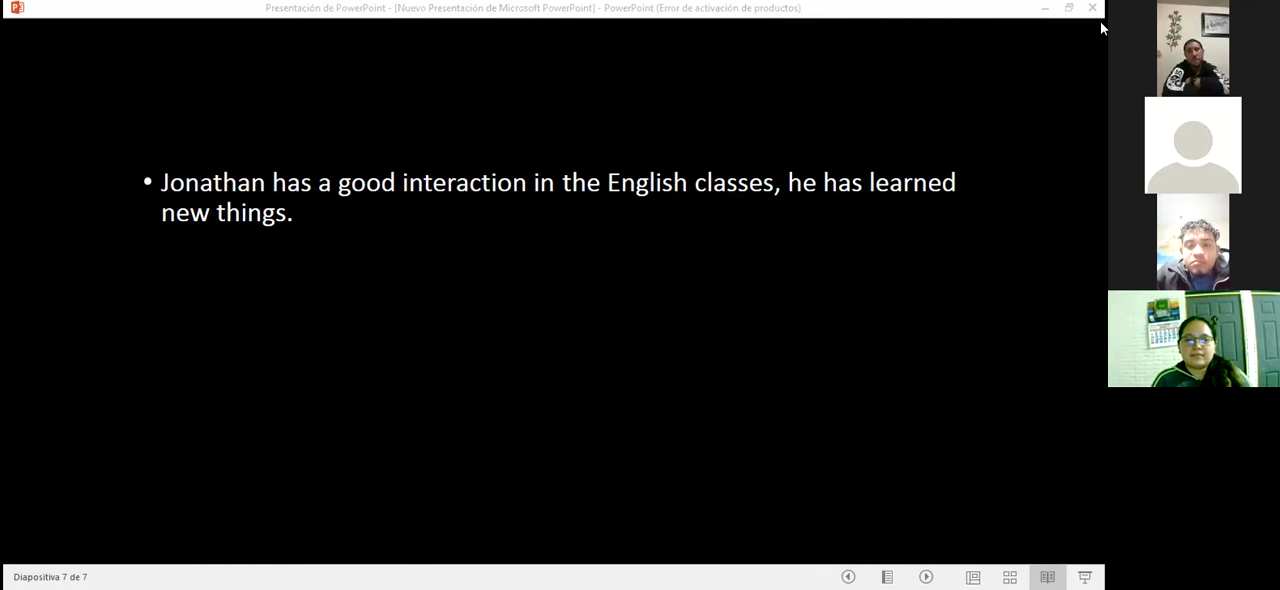 Presentación de PowerPoint - [Nuevo Presentación de Microsoft PowerPoint] - PowerPoint (Error de activación de productos)
• Jonathan has a good interaction in the English classes, he has learned
new things.
Diapositiva 7 de 7